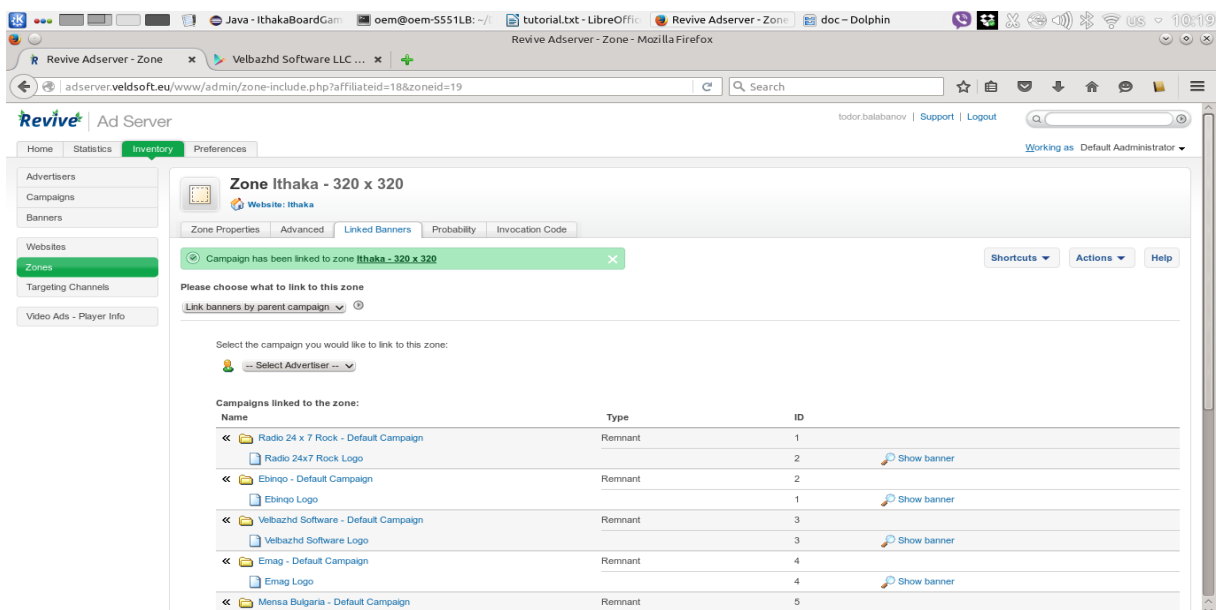 Java - IthakaBoardGam oem@oem-S551LB: ~/ tutorial.txt - LibreOffic Revive Adserver - Zone doc – Dolphin US 10:19
Revive Adserver - Zone - Mozilla Firefox
Revive Adserver - Zone Velbazhd Software LLC ...
adserver.veldsoft.eu/www/admin/zone-include.php?affiliateid=18&zoneid=19 Search
Revive Ad Server todor.balabanov | Support | Logout
Home Statistics Inventory Preferences Working as Default Aadministrator
Advertisers
Campaigns
Banners
Websites
Zones
Targeting Channels
Video Ads - Player Info
Zone Ithaka - 320 x 320
Website: Ithaka
Zone Properties Advanced Linked Banners Probability Invocation Code
Campaign has been linked to zone Ithaka - 320 x 320
Shortcuts Actions Help
Please choose what to link to this zone
Link banners by parent campaign
Select the campaign you would like to link to this zone:
-- Select Advertiser --
Campaigns linked to the zone:
Name Type ID
Radio 24 x 7 Rock - Default Campaign Remnant 1
Radio 24x7 Rock Logo 2 Show banner
Ebinqo - Default Campaign Remnant 2
Ebinqo Logo 1 Show banner
Velbazhd Software - Default Campaign Remnant 3
Velbazhd Software Logo 3 Show banner
Emag - Default Campaign Remnant 4
Emag Logo 4 Show banner
Mensa Bulgaria - Default Campaign Remnant 5